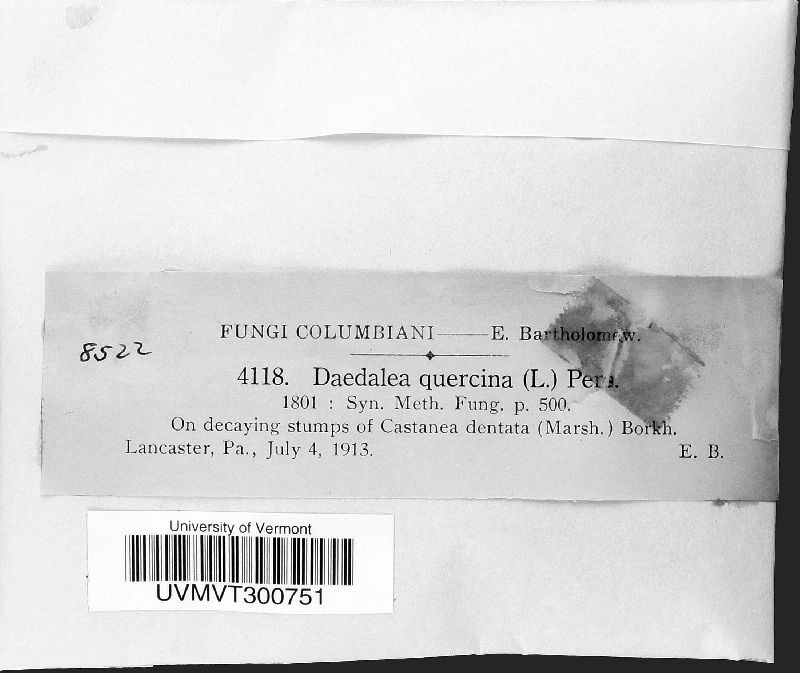 FUNGI COLUMBIANI——E. Bartholomew.
8522
4118. Daedalea quercina (L.) Pers.
1801 : Syn. Meth. Fung. p. 500.
On decaying stumps of Castanea dentata (Marsh.) Borkh.
Lancaster, Pa., July 4, 1913. E. B.
University of Vermont
UVMVT300751